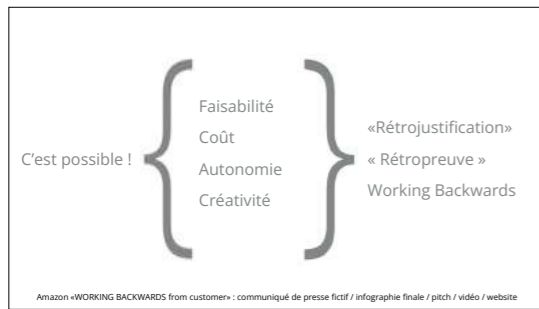 C’est possible !
Faisabilité
Coût
Autonomie
Créativité
«Rétrojustification»
« Rétropreuve »
Working Backwards
Amazon «WORKING BACKWARDS from customer» : communiqué de presse fictif / infographie finale / pitch / vidéo / website